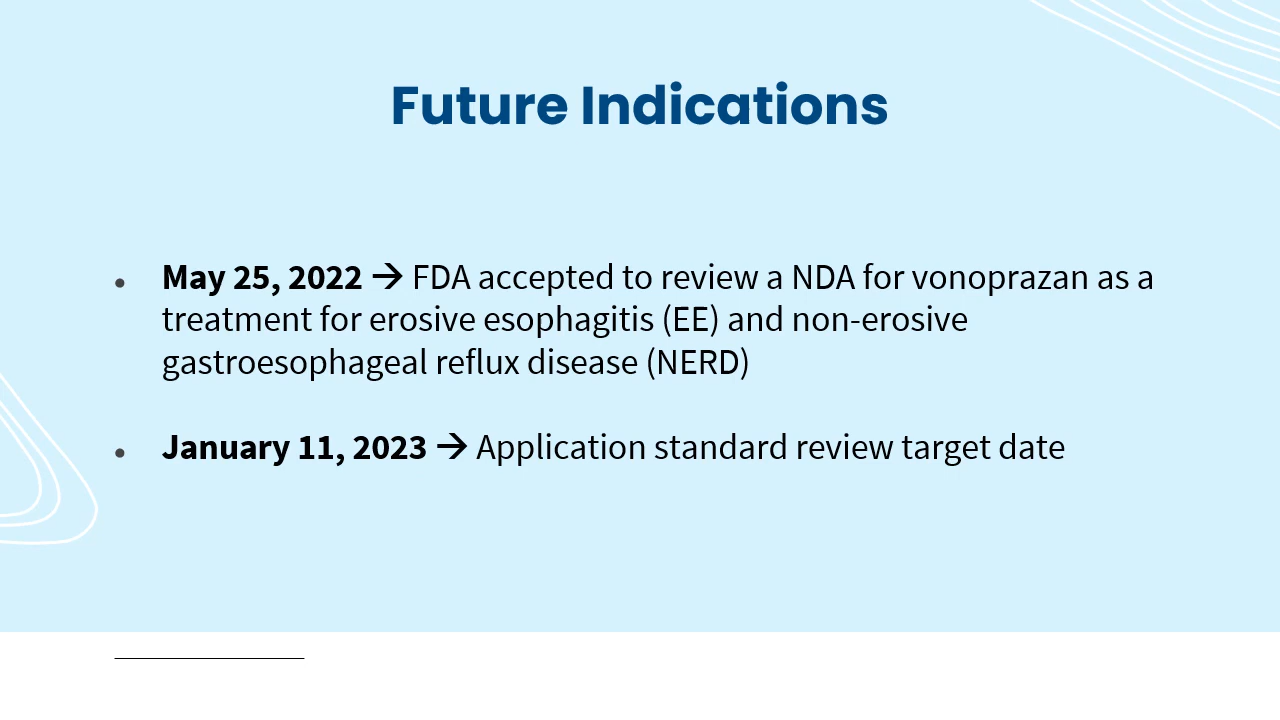 Future Indications
• May 25, 2022 → FDA accepted to review a NDA for vonoprazan as a
treatment for erosive esophagitis (EE) and non-erosive
gastroesophageal reflux disease (NERD)
• January 11, 2023 → Application standard review target date